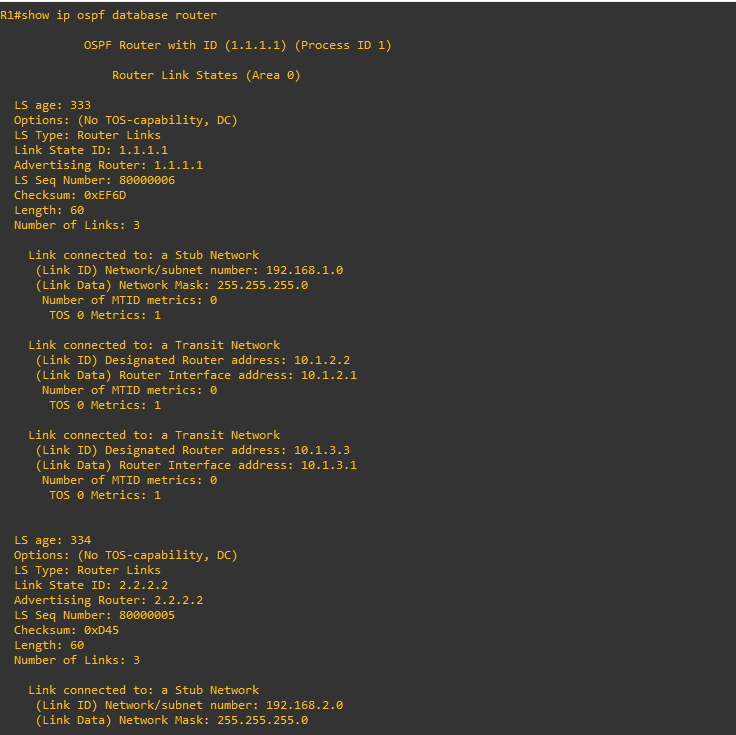 R1#show ip ospf database router
OSPF Router with ID (1.1.1.1) (Process ID 1)
Router Link States (Area 0)
LS age: 333
Options: (No TOS-capability, DC)
LS Type: Router Links
Link State ID: 1.1.1.1
Advertising Router: 1.1.1.1
LS Seq Number: 80000006
Checksum: 0xEF6D
Length: 60
Number of Links: 3
Link connected to: a Stub Network
(Link ID) Network/subnet number: 192.168.1.0
(Link Data) Network Mask: 255.255.255.0
Number of MTID metrics: 0
TOS 0 Metrics: 1
Link connected to: a Transit Network
(Link ID) Designated Router address: 10.1.2.2
(Link Data) Router Interface address: 10.1.2.1
Number of MTID metrics: 0
TOS 0 Metrics: 1
Link connected to: a Transit Network
(Link ID) Designated Router address: 10.1.3.3
(Link Data) Router Interface address: 10.1.3.1
Number of MTID metrics: 0
TOS 0 Metrics: 1
LS age: 334
Options: (No TOS-capability, DC)
LS Type: Router Links
Link State ID: 2.2.2.2
Advertising Router: 2.2.2.2
LS Seq Number: 80000005
Checksum: 0xD45
Length: 60
Number of Links: 3
Link connected to: a Stub Network
(Link ID) Network/subnet number: 192.168.2.0
(Link Data) Network Mask: 255.255.255.0